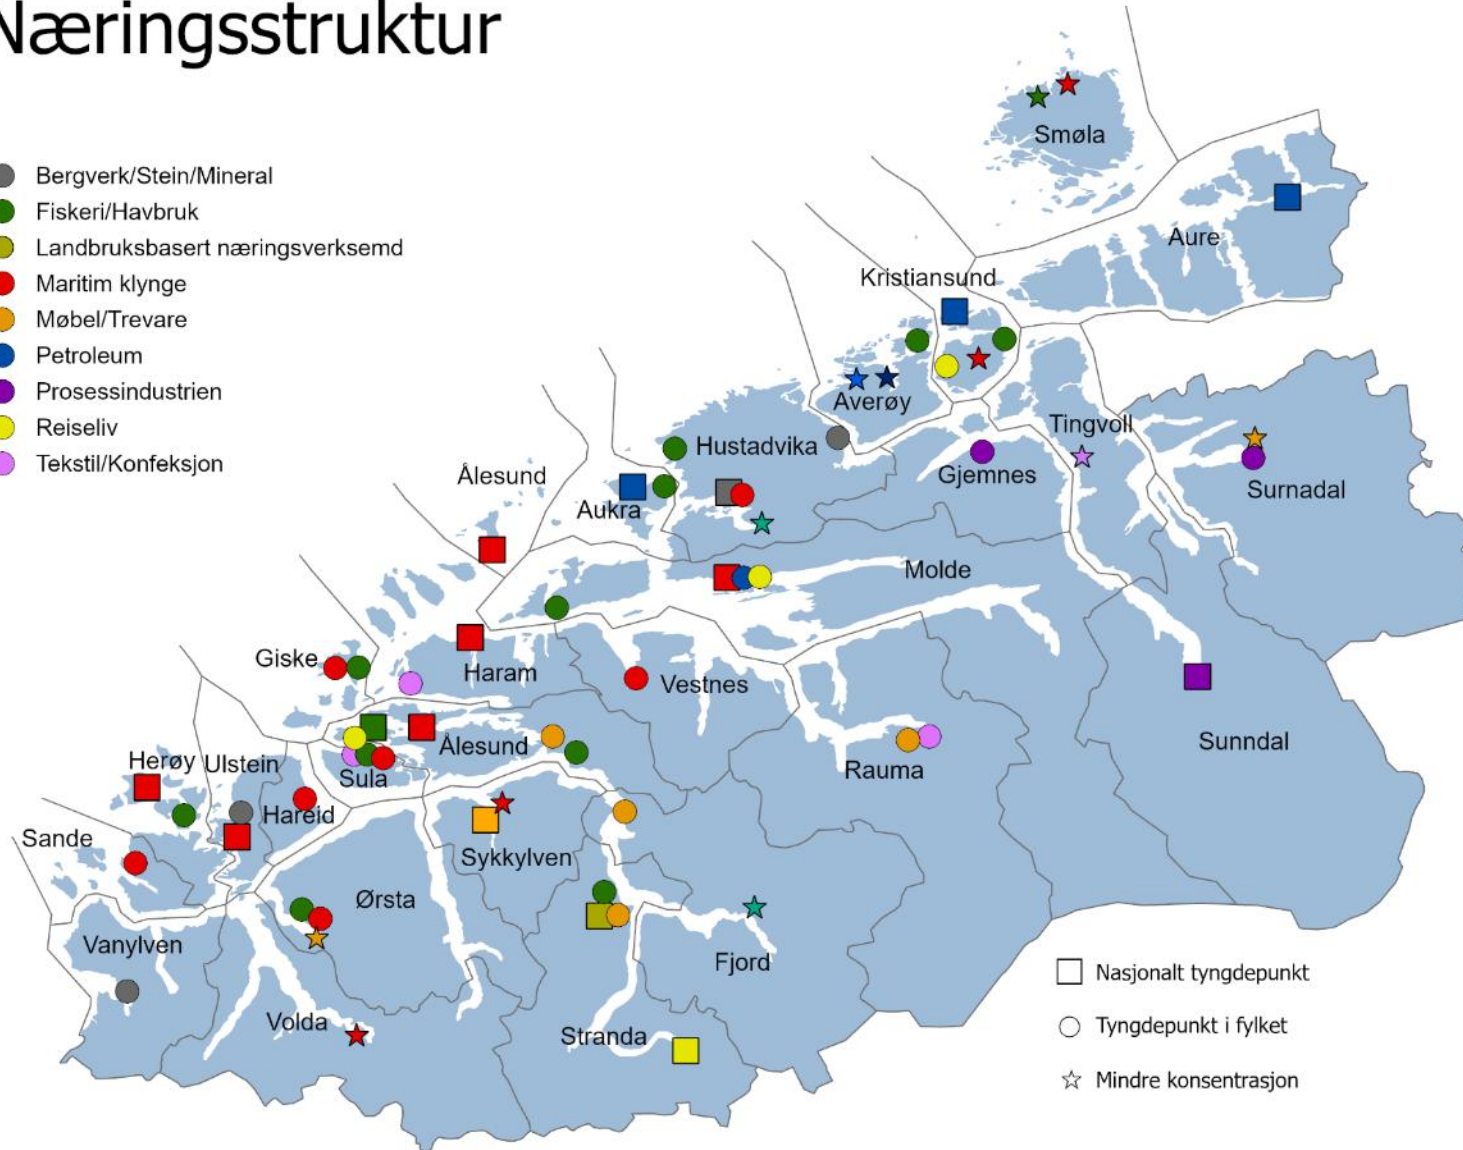 Næringsstruktur
Bergverk/Stein/Mineral
Fiskeri/Havbruk
Landbruksbasert næringsverksemd
Maritim klynge
Møbel/Trevare
Petroleum
Prosessindustrien
Reiseliv
Tekstil/Konfeksjon
Smøla
Aure
Kristiansund
Averøy
Tingvoll
Hustadvika
Gjemnes
Surnadal
Ålesund
Aukra
Molde
Giske
Haram
Vestnes
Sunndal
Ålesund
Rauma
Herøy
Ulstein
Sula
Hareid
Sande
Sykkylven
Ørsta
Vanylven
Fjord
Volda
Stranda
Nasjonalt tyngdepunkt
Tyngdepunkt i fylket
Mindre konsentrasjon